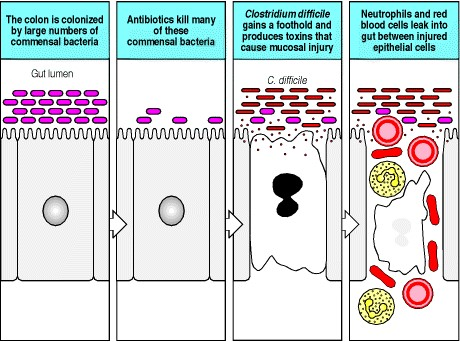 The colon is colonized
by large numbers of
commensal bacteria
Gut lumen
Antibiotics kill many
of these
commensal bacteria
Clostridium difficile
gains a foothold and
produces toxins that
cause mucosal injury
C. difficile
Neutrophils and red
blood cells leak into
gut between injured
epithelial cells